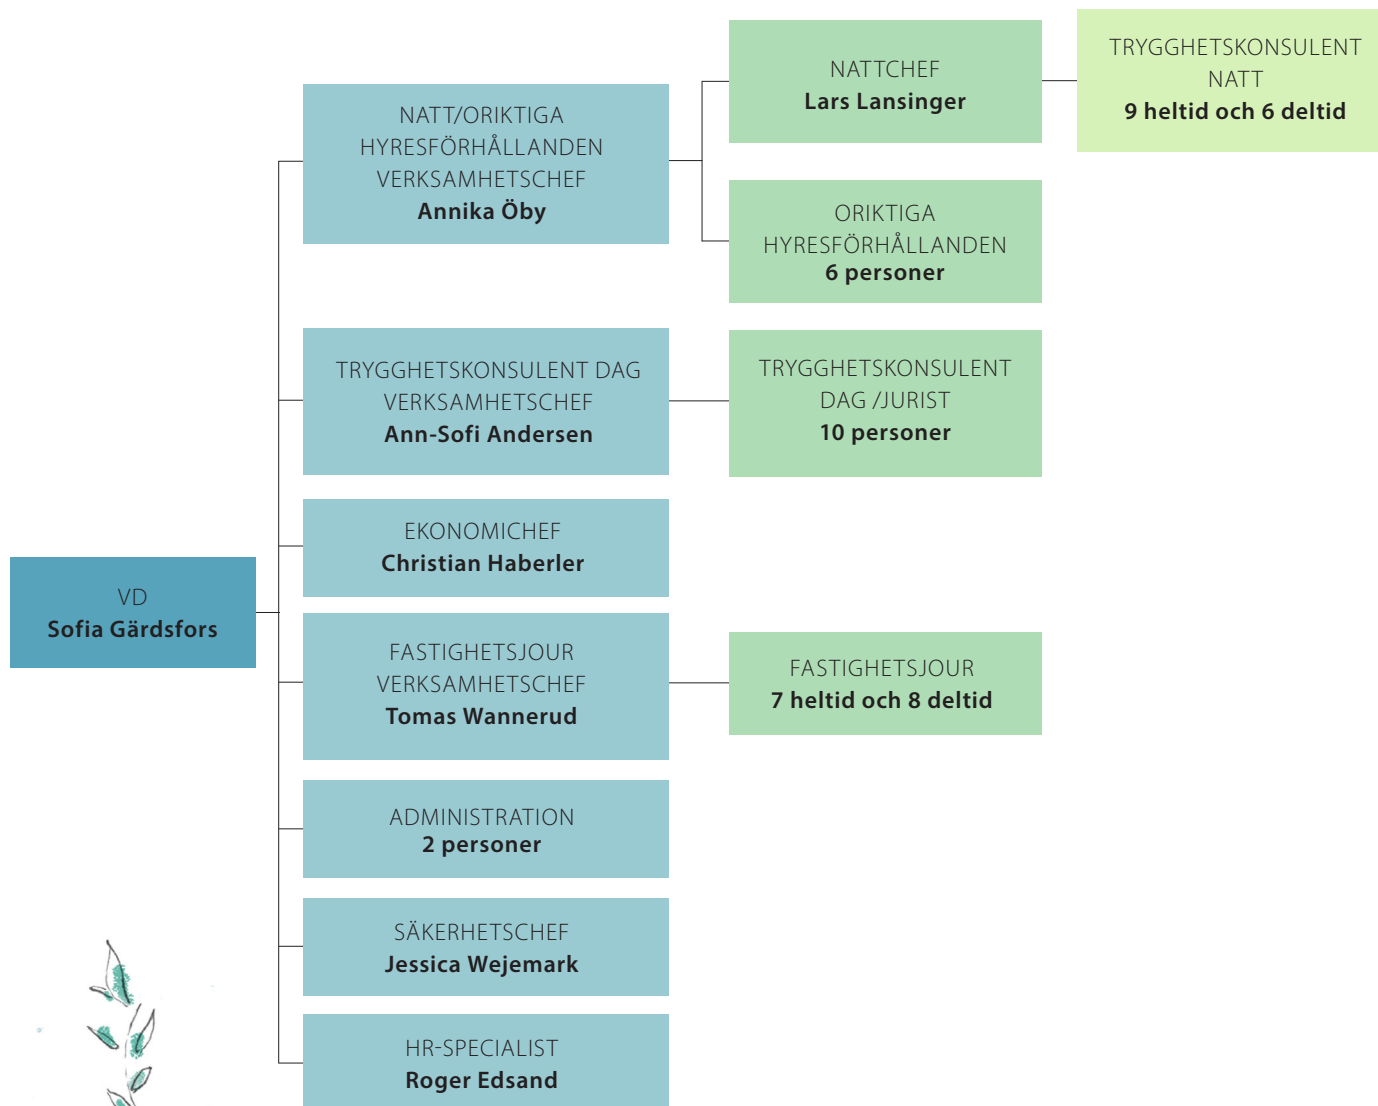 VD
Sofia Gärdsfors
NATT/ORIKTIGA
HYRESFÖRHÅLLANDEN
VERKSAMHETSCHEF
Annika Öby
NATTCHEF
Lars Lansinger
TRYGGHETSKONSULENT
NATT
9 heltid och 6 deltid
ORIKTIGA
HYRESFÖRHÅLLANDEN
6 personer
TRYGGHETSKONSULENT DAG
VERKSAMHETSCHEF
Ann-Sofi Andersen
TRYGGHETSKONSULENT
DAG /JURIST
10 personer
EKONOMICHEF
Christian Haberler
FASTIGHETSJOUR
VERKSAMHETSCHEF
Tomas Wannerud
FASTIGHETSJOUR
7 heltid och 8 deltid
ADMINISTRATION
2 personer
SÄKERHETSCHEF
Jessica Wejemark
HR-SPECIALIST
Roger Edsand